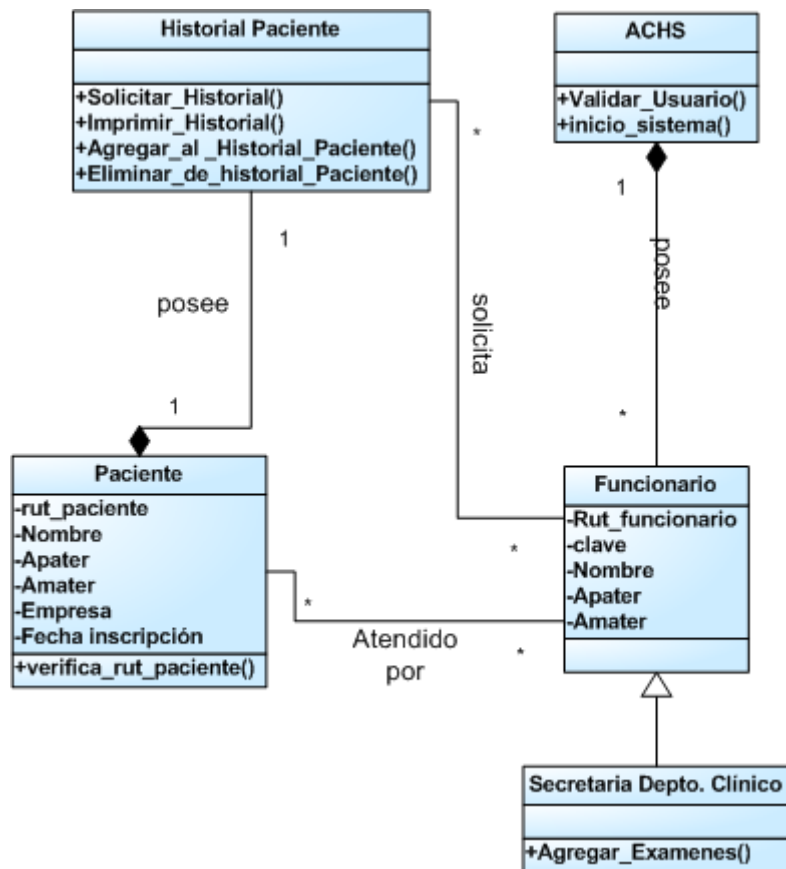 Historial Paciente
+Solicitar_Historial()
+Imprimir_Historial()
+Agregar_al _Historial_Paciente()
+Eliminar_de_historial_Paciente()
ACHS
+Validar_Usuario()
+inicio_sistema()
*
1
1
posee
posee
solicita
1
*
Paciente
-rut_paciente
-Nombre
-Apater
-Amater
-Empresa
-Fecha inscripción
+verifica_rut_paciente()
Funcionario
-Rut_funcionario
-clave
-Nombre
-Apater
-Amater
*
*
Atendido
por
*
Secretaria Depto. Clínico
+Agregar_Examenes()